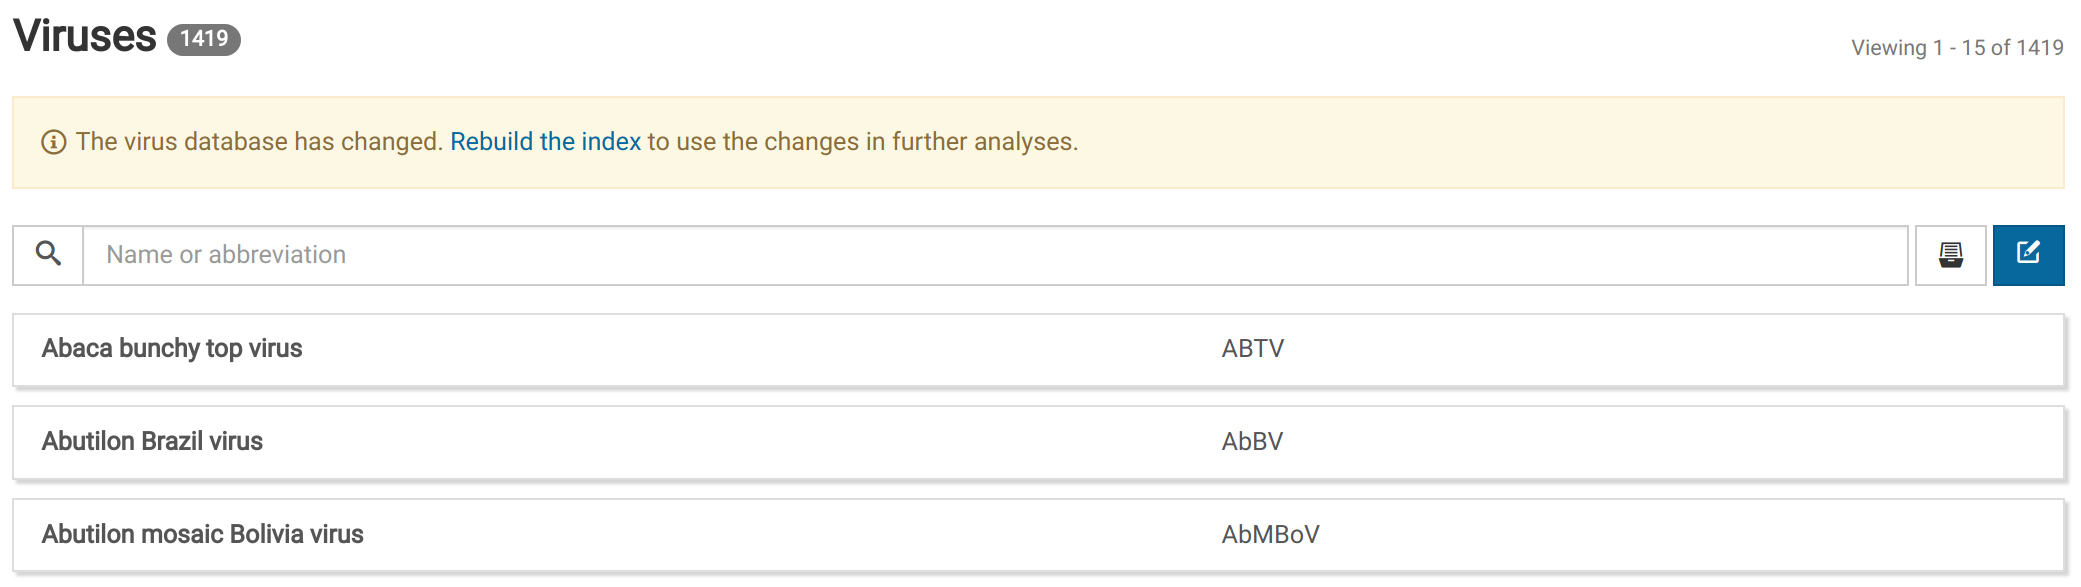 Viruses 1419
Viewing 1 - 15 of 1419
The virus database has changed. Rebuild the index to use the changes in further analyses.
Name or abbreviation
Abaca bunchy top virus ABTV
Abutilon Brazil virus AbBV
Abutilon mosaic Bolivia virus AbMBoV